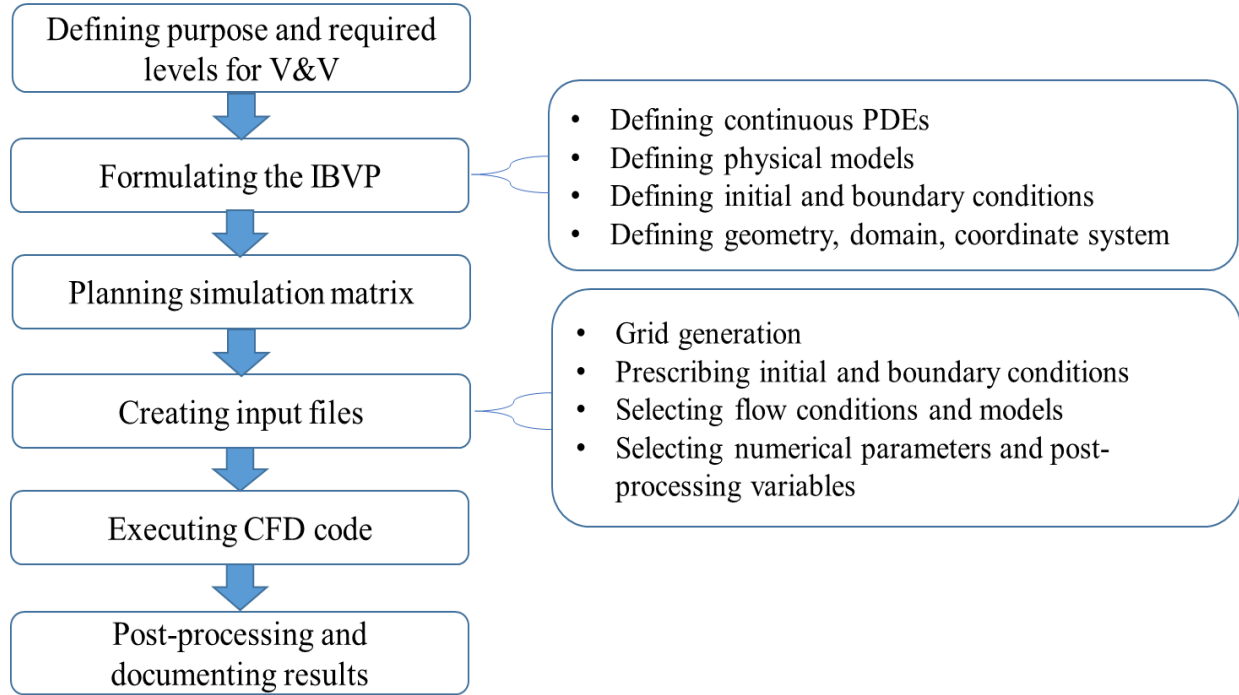 Defining purpose and required
levels for V&V
Formulating the IBVP
• Defining continuous PDEs
• Defining physical models
• Defining initial and boundary conditions
• Defining geometry, domain, coordinate system
Planning simulation matrix
Creating input files
• Grid generation
• Prescribing initial and boundary conditions
• Selecting flow conditions and models
• Selecting numerical parameters and post-
processing variables
Executing CFD code
Post-processing and
documenting results